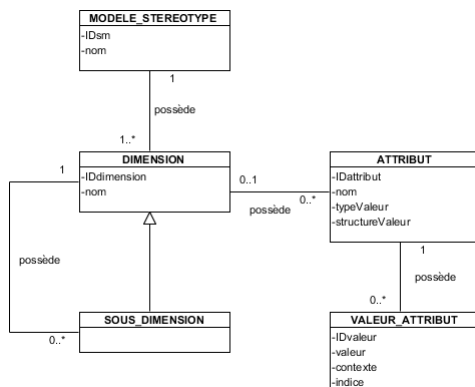 MODELE_STEREOTYPE
-IDsm
-nom
1
possède
1..*
DIMENSION
-IDdimension
-nom
1
0..1
possède
0..*
ATTRIBUT
-IDattribut
-nom
-typeValeur
-structureValeur
1
possède
0..*
possède
0..*
SOUS_DIMENSION
VALEUR_ATTRIBUT
-IDvaleur
-valeur
-contexte
-indice